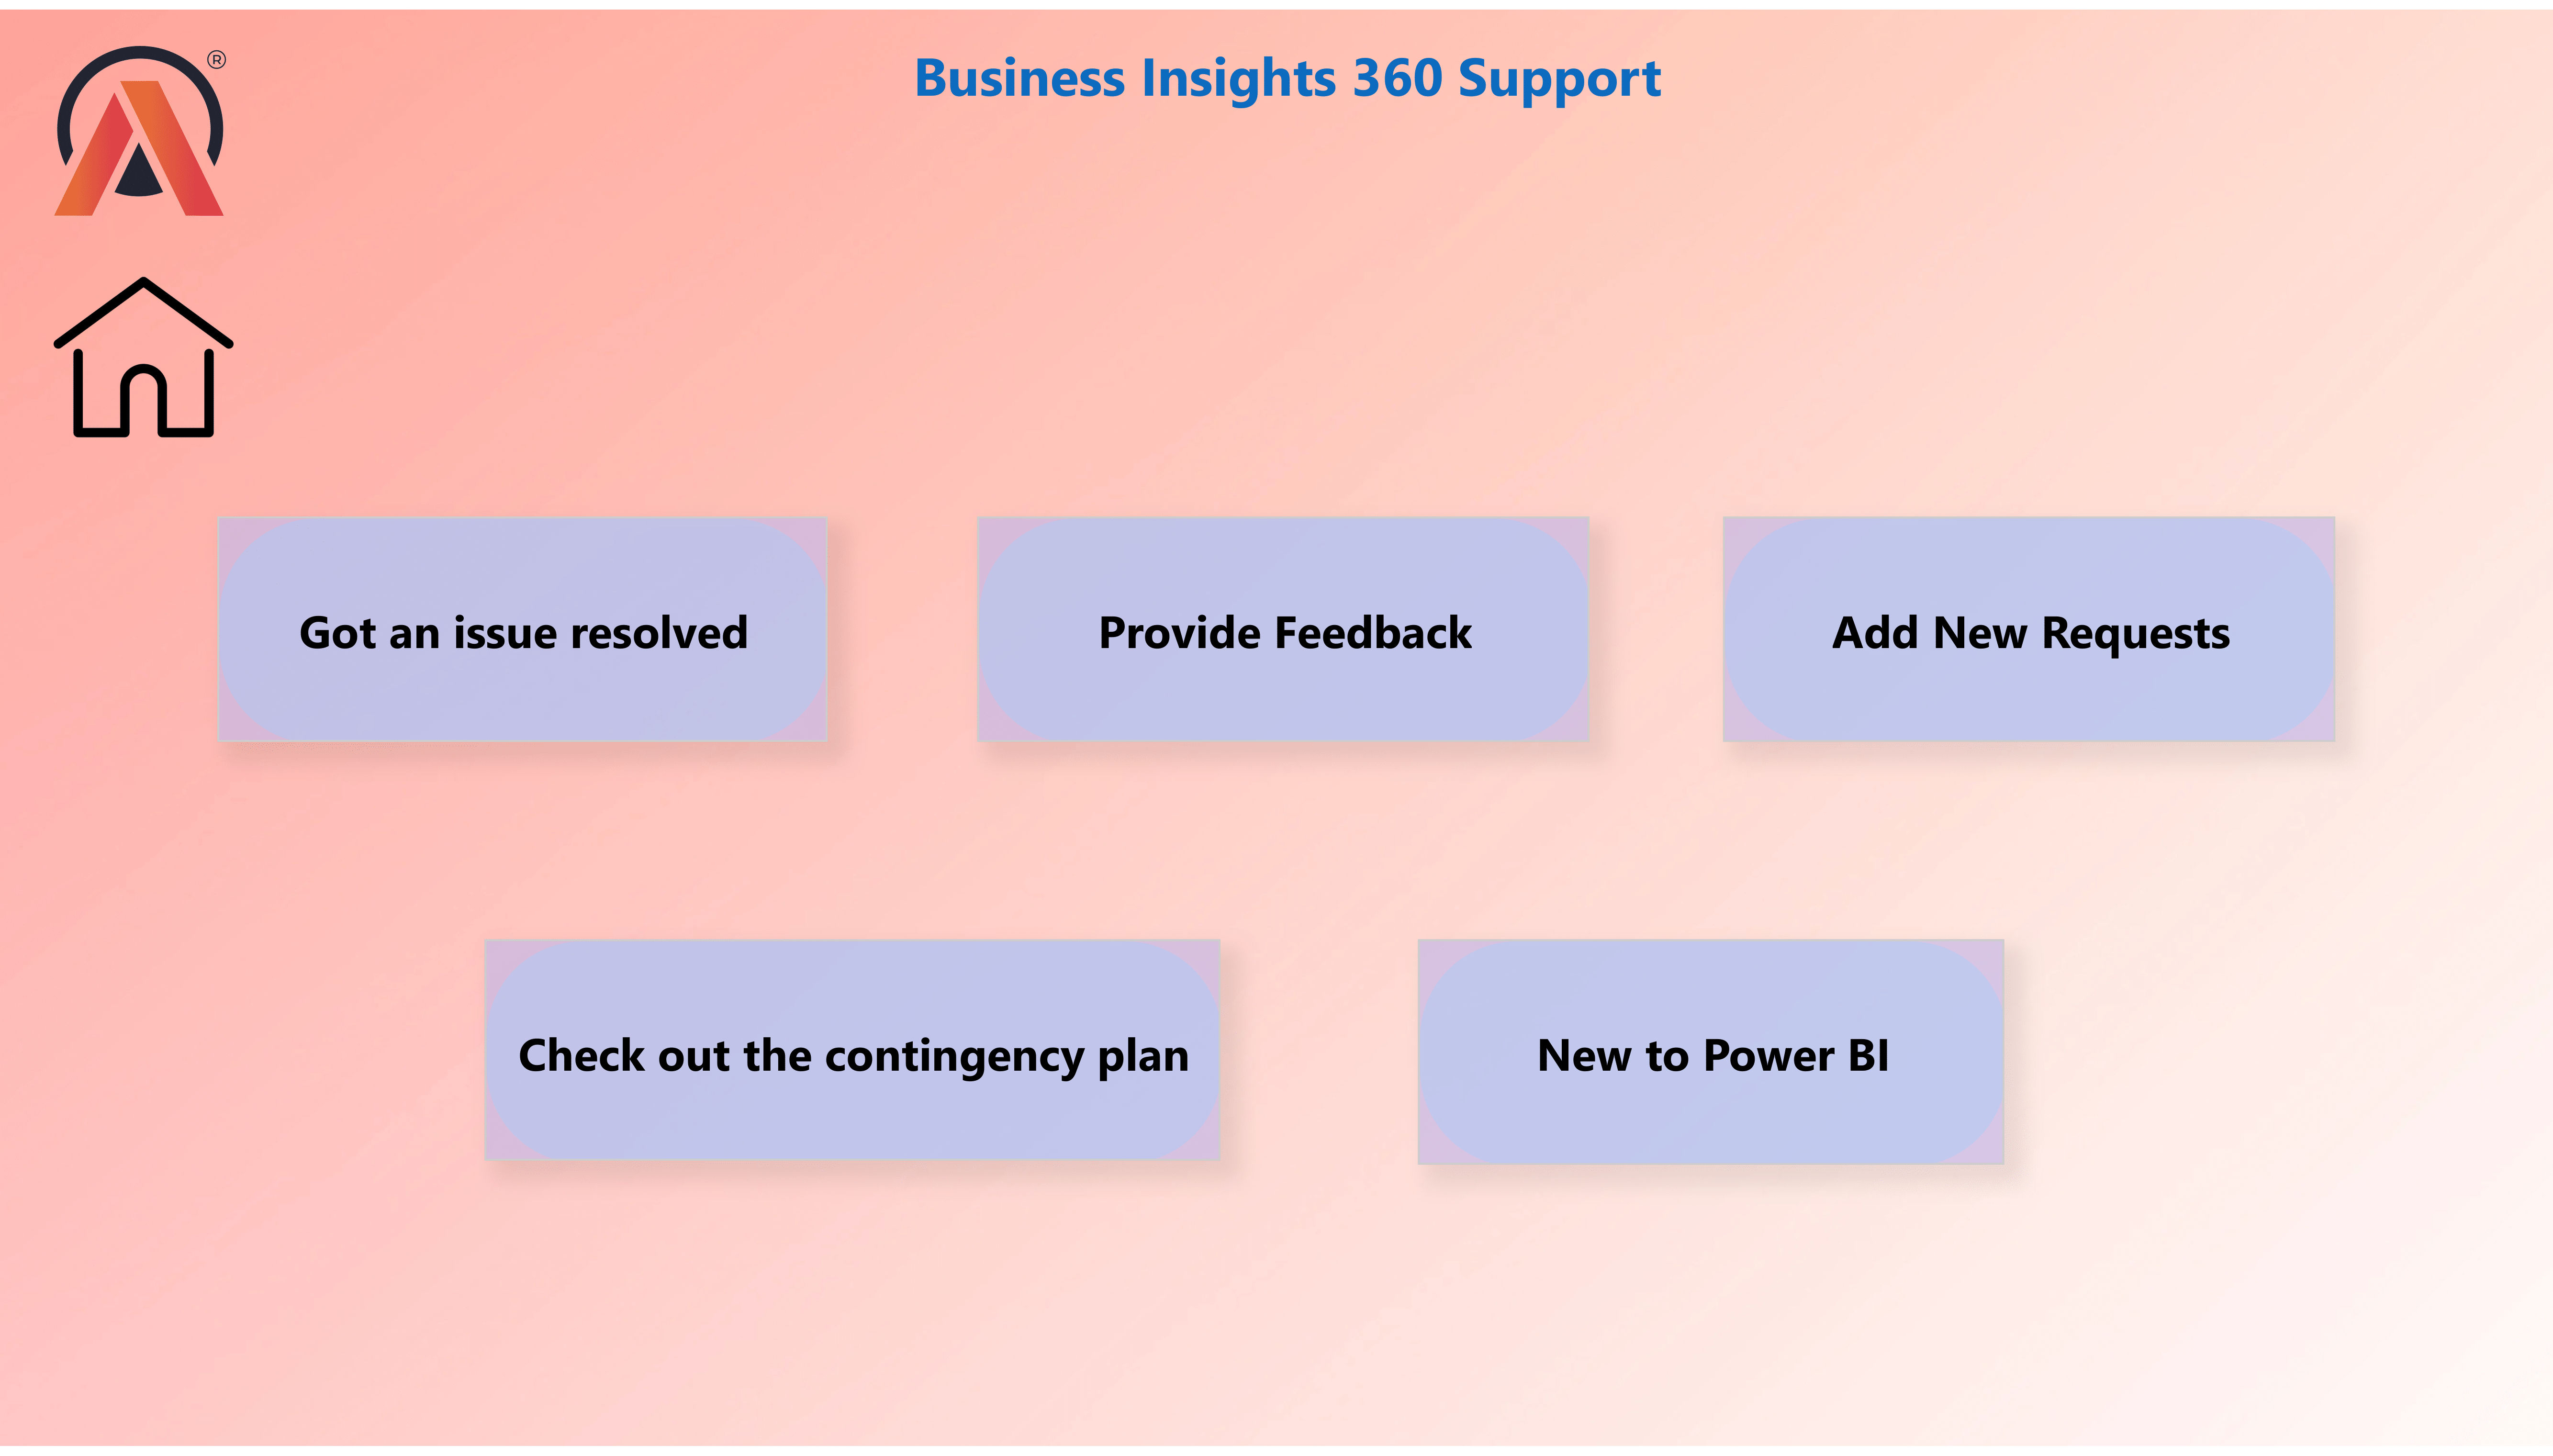 ®
Business Insights 360 Support
Got an issue resolved
Provide Feedback
Add New Requests
Check out the contingency plan
New to Power BI